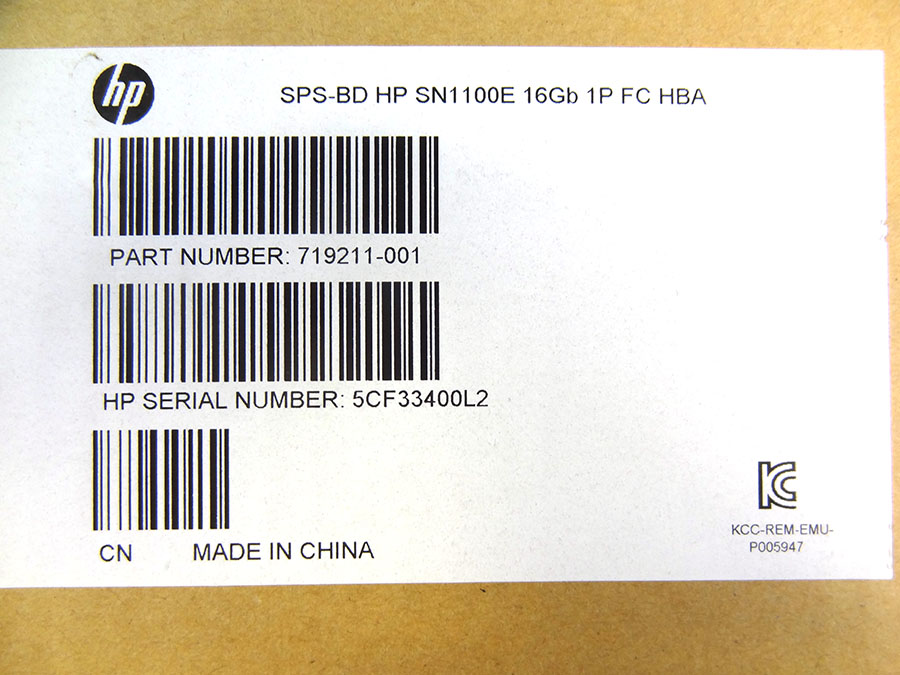 hp
SPS-BD HP SN1100E 16Gb 1P FC HBA
PART NUMBER: 719211-001
HP SERIAL NUMBER: 5CF33400L2
CN MADE IN CHINA
KC
KCC-REM-EMU-
P005947